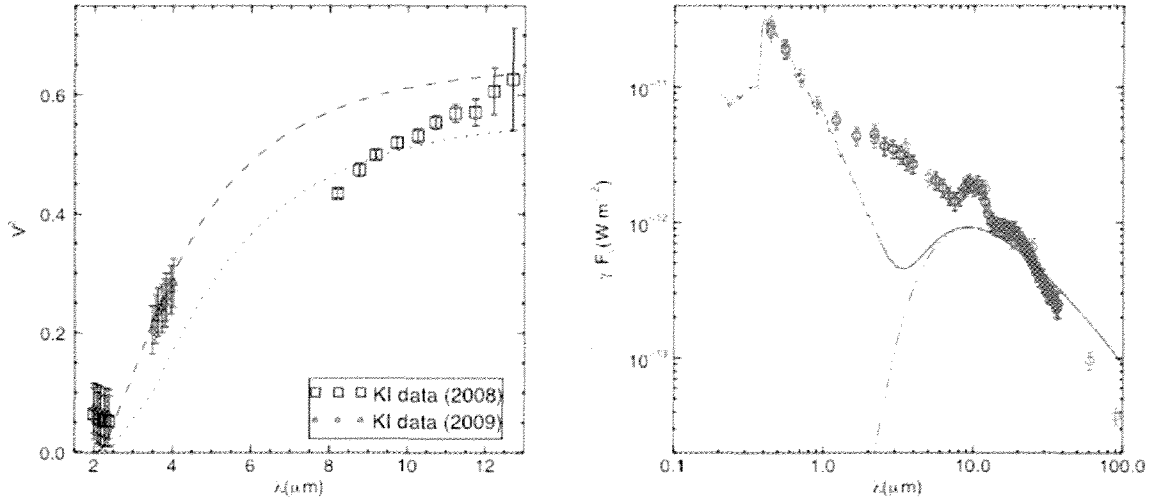 V²
0.6
0.4
0.2
0.0
2 4 6 8 10 12
λ(μm)
KI data (2008)
KI data (2009)
F (W m⁻²)
10⁻¹¹
10⁻¹²
10⁻¹³
0.1 1.0 10.0 100.0
λ(μm)